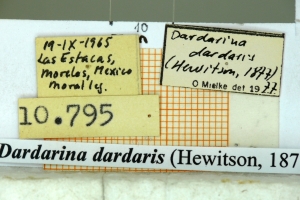 10
19-IX-1965
Las Estacas,
Morelos, Mexico
Dardarina
dardaris
(Hewitson, 1877)
O Mielke det 1977
10.795
Dardarina dardaris (Hewitson, 187